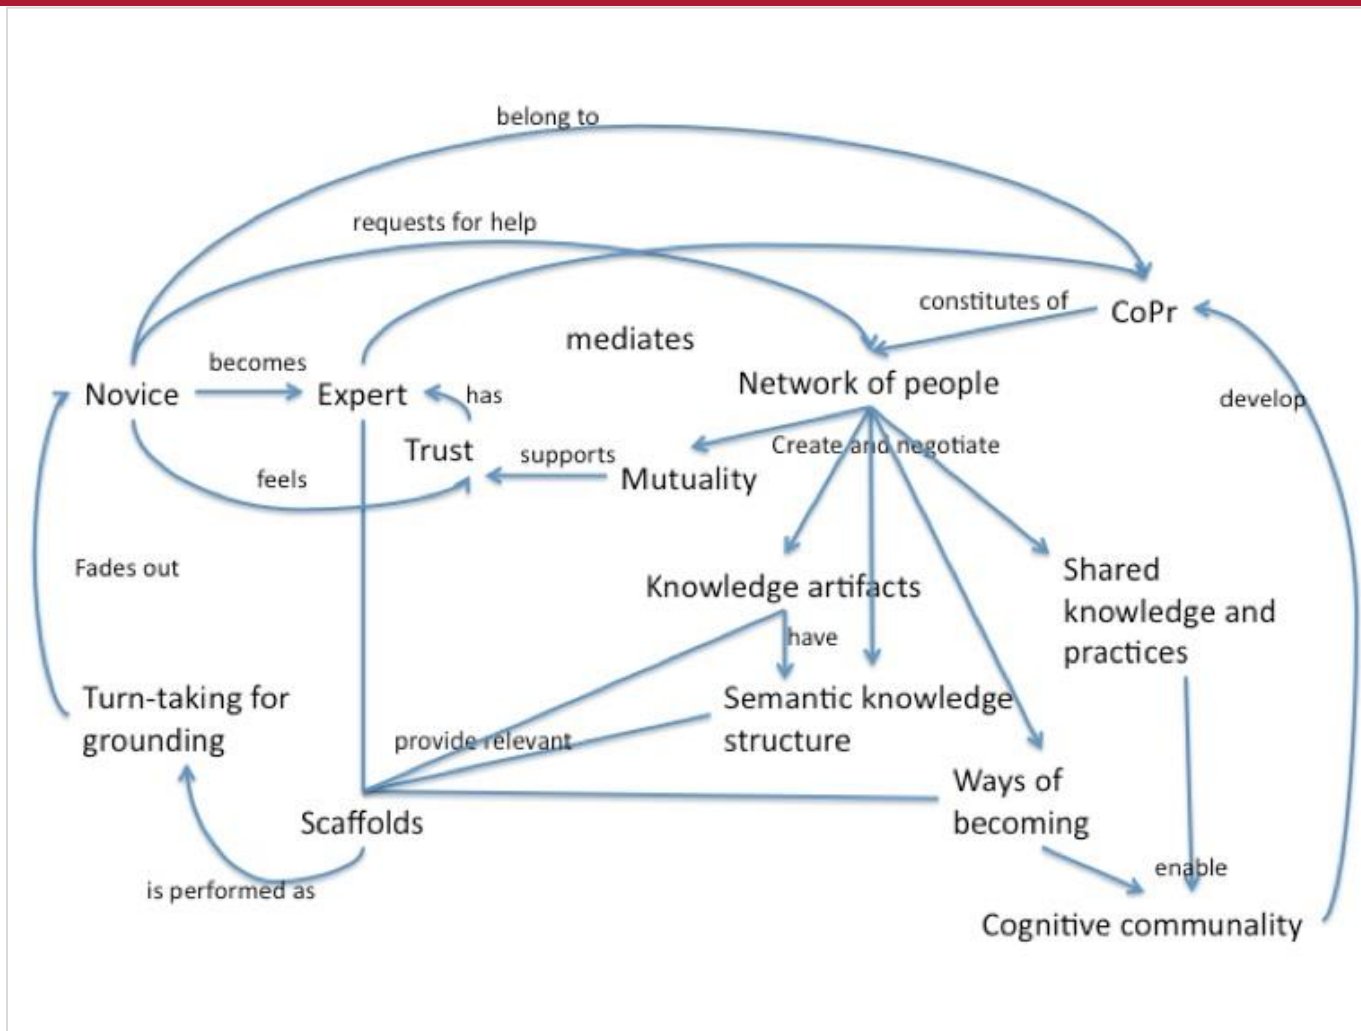 belong to
requests for help
constitutes of
CoPr
mediates
becomes
Network of people
Novice
Expert
has
develop
Trust
supports
Create and negotiate
feels
Mutuality
Fades out
Knowledge artifacts
Shared
knowledge and
practices
have
Turn-taking for
grounding
Semantic knowledge
structure
provide relevant
Ways of
becoming
Scaffolds
enable
is performed as
Cognitive communality